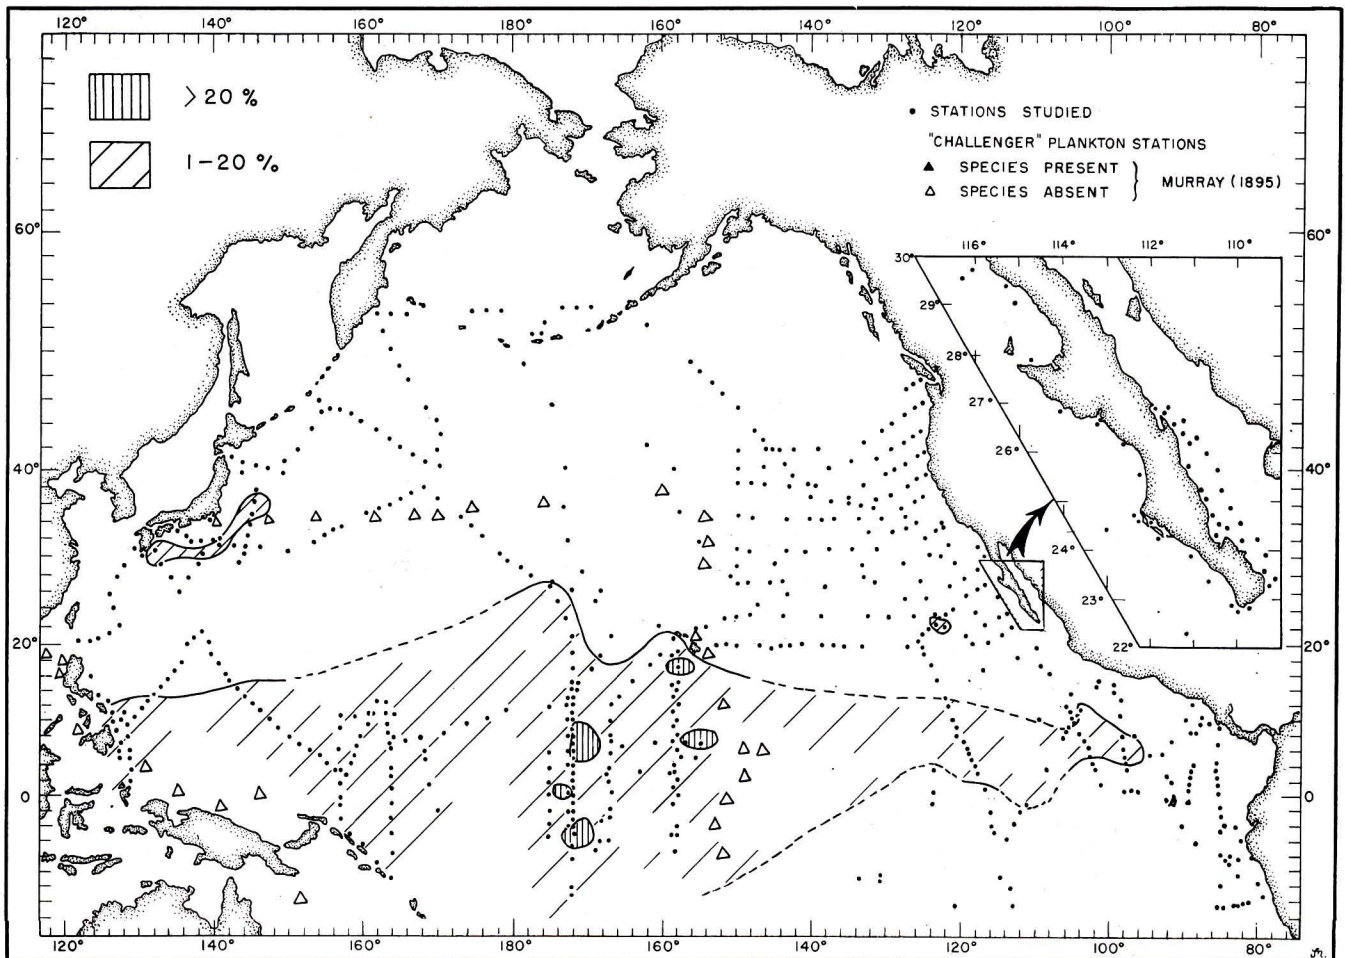 120° 140° 160° 180° 160° 140° 120° 100° 80°
> 20 %
1-20 %
• STATIONS STUDIED
"CHALLENGER" PLANKTON STATIONS
▲ SPECIES PRESENT
△ SPECIES ABSENT } MURRAY (1895)
60° 60°
116° 114° 112° 110°
30°
29°
28°
27°
26°
24°
23°
22°
40° 40°
20° 20°
0 0
120° 140° 160° 180° 160° 140° 120° 100° 80°